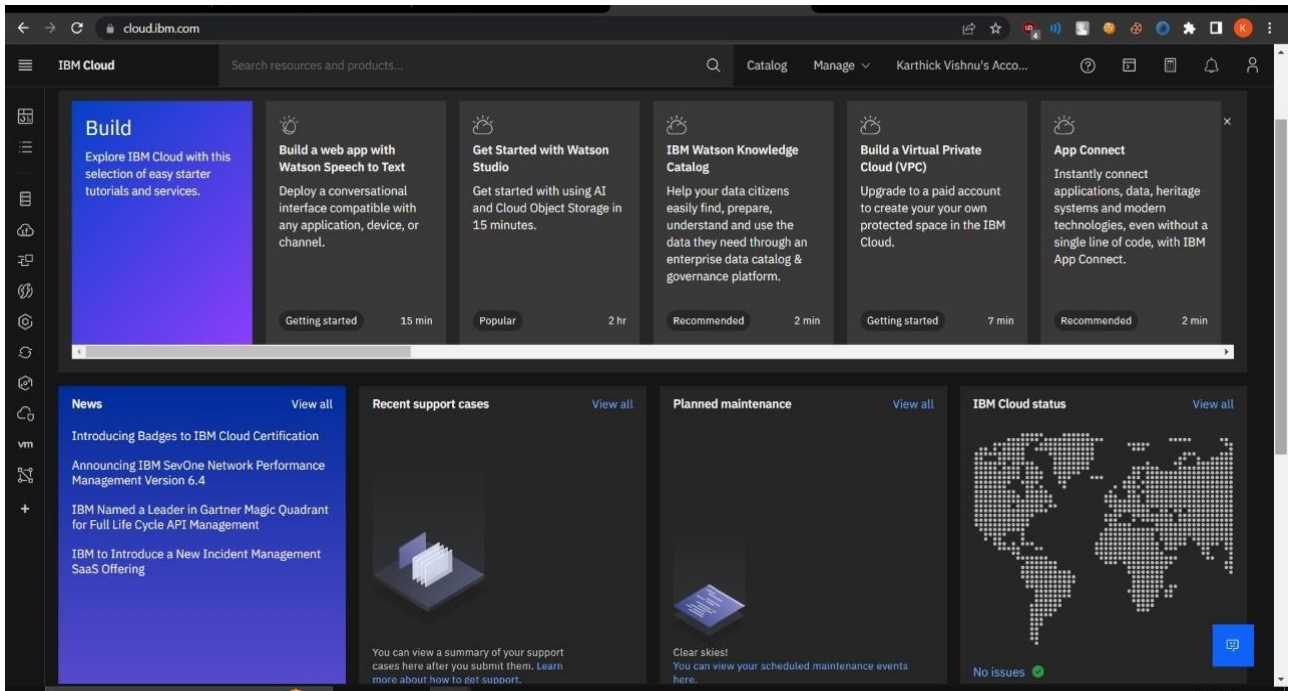 cloud.ibm.com
4
K
IBM Cloud
Search resources and products...
Catalog
Manage
Karthick Vishnu's Acco...
Build
Explore IBM Cloud with this
selection of easy starter
tutorials and services.
Build a web app with
Watson Speech to Text
Deploy a conversational
interface compatible with
any application, device, or
channel.
Getting started
15 min
Get Started with Watson
Studio
Get started with using AI
and Cloud Object Storage in
15 minutes.
Popular
2 hr
IBM Watson Knowledge
Catalog
Help your data citizens
easily find, prepare,
understand and use the
data they need through an
enterprise data catalog &
governance platform.
Recommended
2 min
Build a Virtual Private
Cloud (VPC)
Upgrade to a paid account
to create your your own
protected space in the IBM
Cloud.
Getting started
7 min
App Connect
Instantly connect
applications, data, heritage
systems and modern
technologies, even without a
single line of code, with IBM
App Connect.
Recommended
2 min
vm
News
View all
Introducing Badges to IBM Cloud Certification
Announcing IBM SevOne Network Performance
Management Version 6.4
IBM Named a Leader in Gartner Magic Quadrant
for Full Life Cycle API Management
IBM to Introduce a New Incident Management
SaaS Offering
Recent support cases
View all
You can view a summary of your support
cases here after you submit them. Learn
more about how to get support.
Planned maintenance
View all
Clear skies!
You can view your scheduled maintenance events
here.
IBM Cloud status
View all
No issues